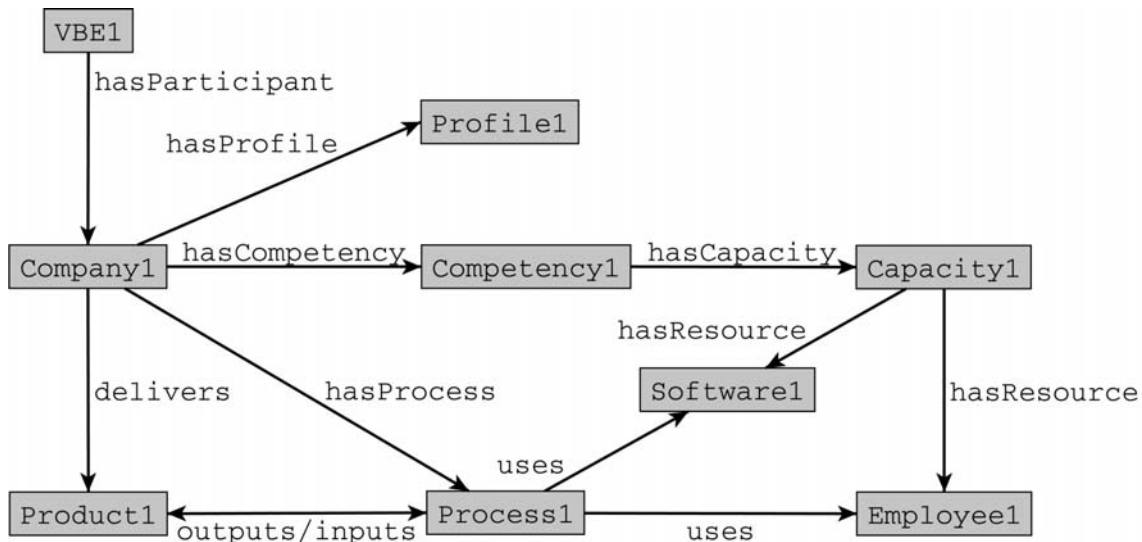 VBE1
hasParticipant
Profile1
hasProfile
hasCompetency
hasCapacity
Company1
Competency1
Capacity1
hasResource
delivers
hasProcess
Software1
hasResource
uses
Product1
Process1
Employee1
outputs/inputs
uses